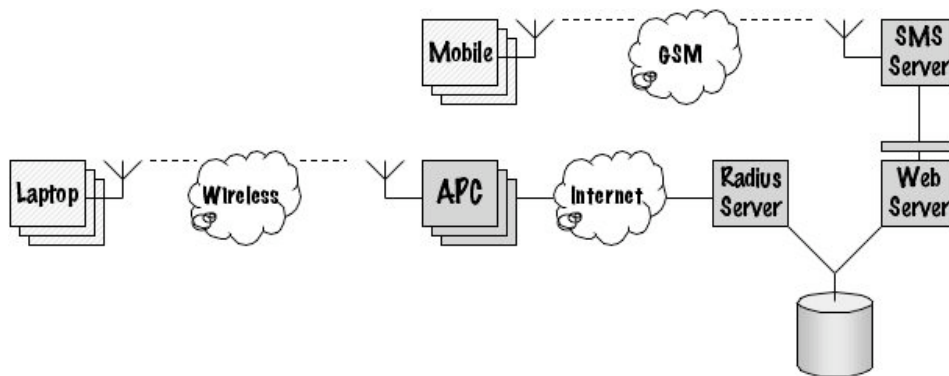 Mobile
GSM
SMS
Server
Laptop
Wireless
APC
Internet
Radius
Server
Web
Server